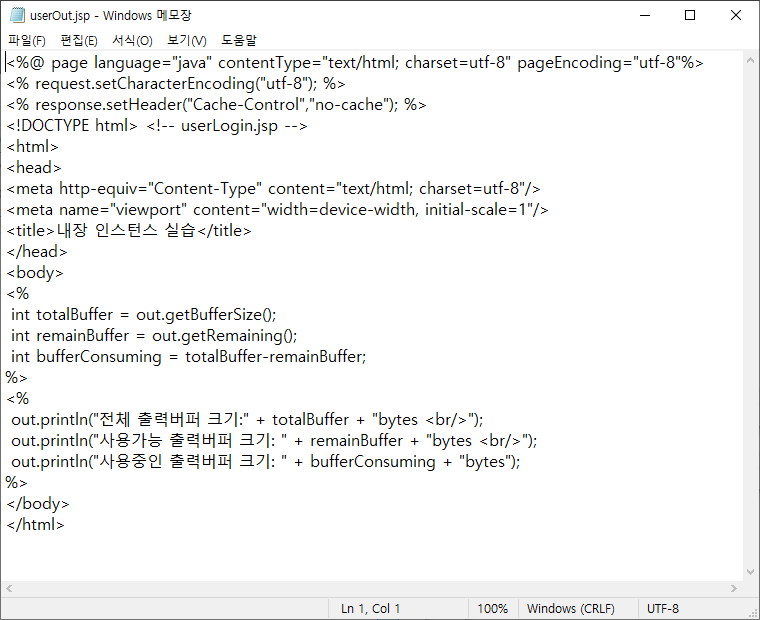 userOut.jsp - Windows 메모장
파일(F) 편집(E) 서식(O) 보기(V) 도움말
<%@ page language="java" contentType="text/html; charset=utf-8" pageEncoding="utf-8"%>
<% request.setCharacterEncoding("utf-8"); %>
<% response.setHeader("Cache-Control","no-cache"); %>
<!DOCTYPE html> <!-- userLogin.jsp -->
<html>
<head>
<meta http-equiv="Content-Type" content="text/html; charset=utf-8"/>
<meta name="viewport" content="width=device-width, initial-scale=1"/>
<title>내장 인스턴스 실습</title>
</head>
<body>
<%
 int totalBuffer = out.getBufferSize();
 int remainBuffer = out.getRemaining();
 int bufferConsuming = totalBuffer-remainBuffer;
%>
<%
 out.println("전체 출력버퍼 크기:" + totalBuffer + "bytes <br/>");
 out.println("사용가능 출력버퍼 크기: " + remainBuffer + "bytes <br/>");
 out.println("사용중인 출력버퍼 크기: " + bufferConsuming + "bytes");
%>
</body>
</html>
Ln 1, Col 1 100% Windows (CRLF) UTF-8